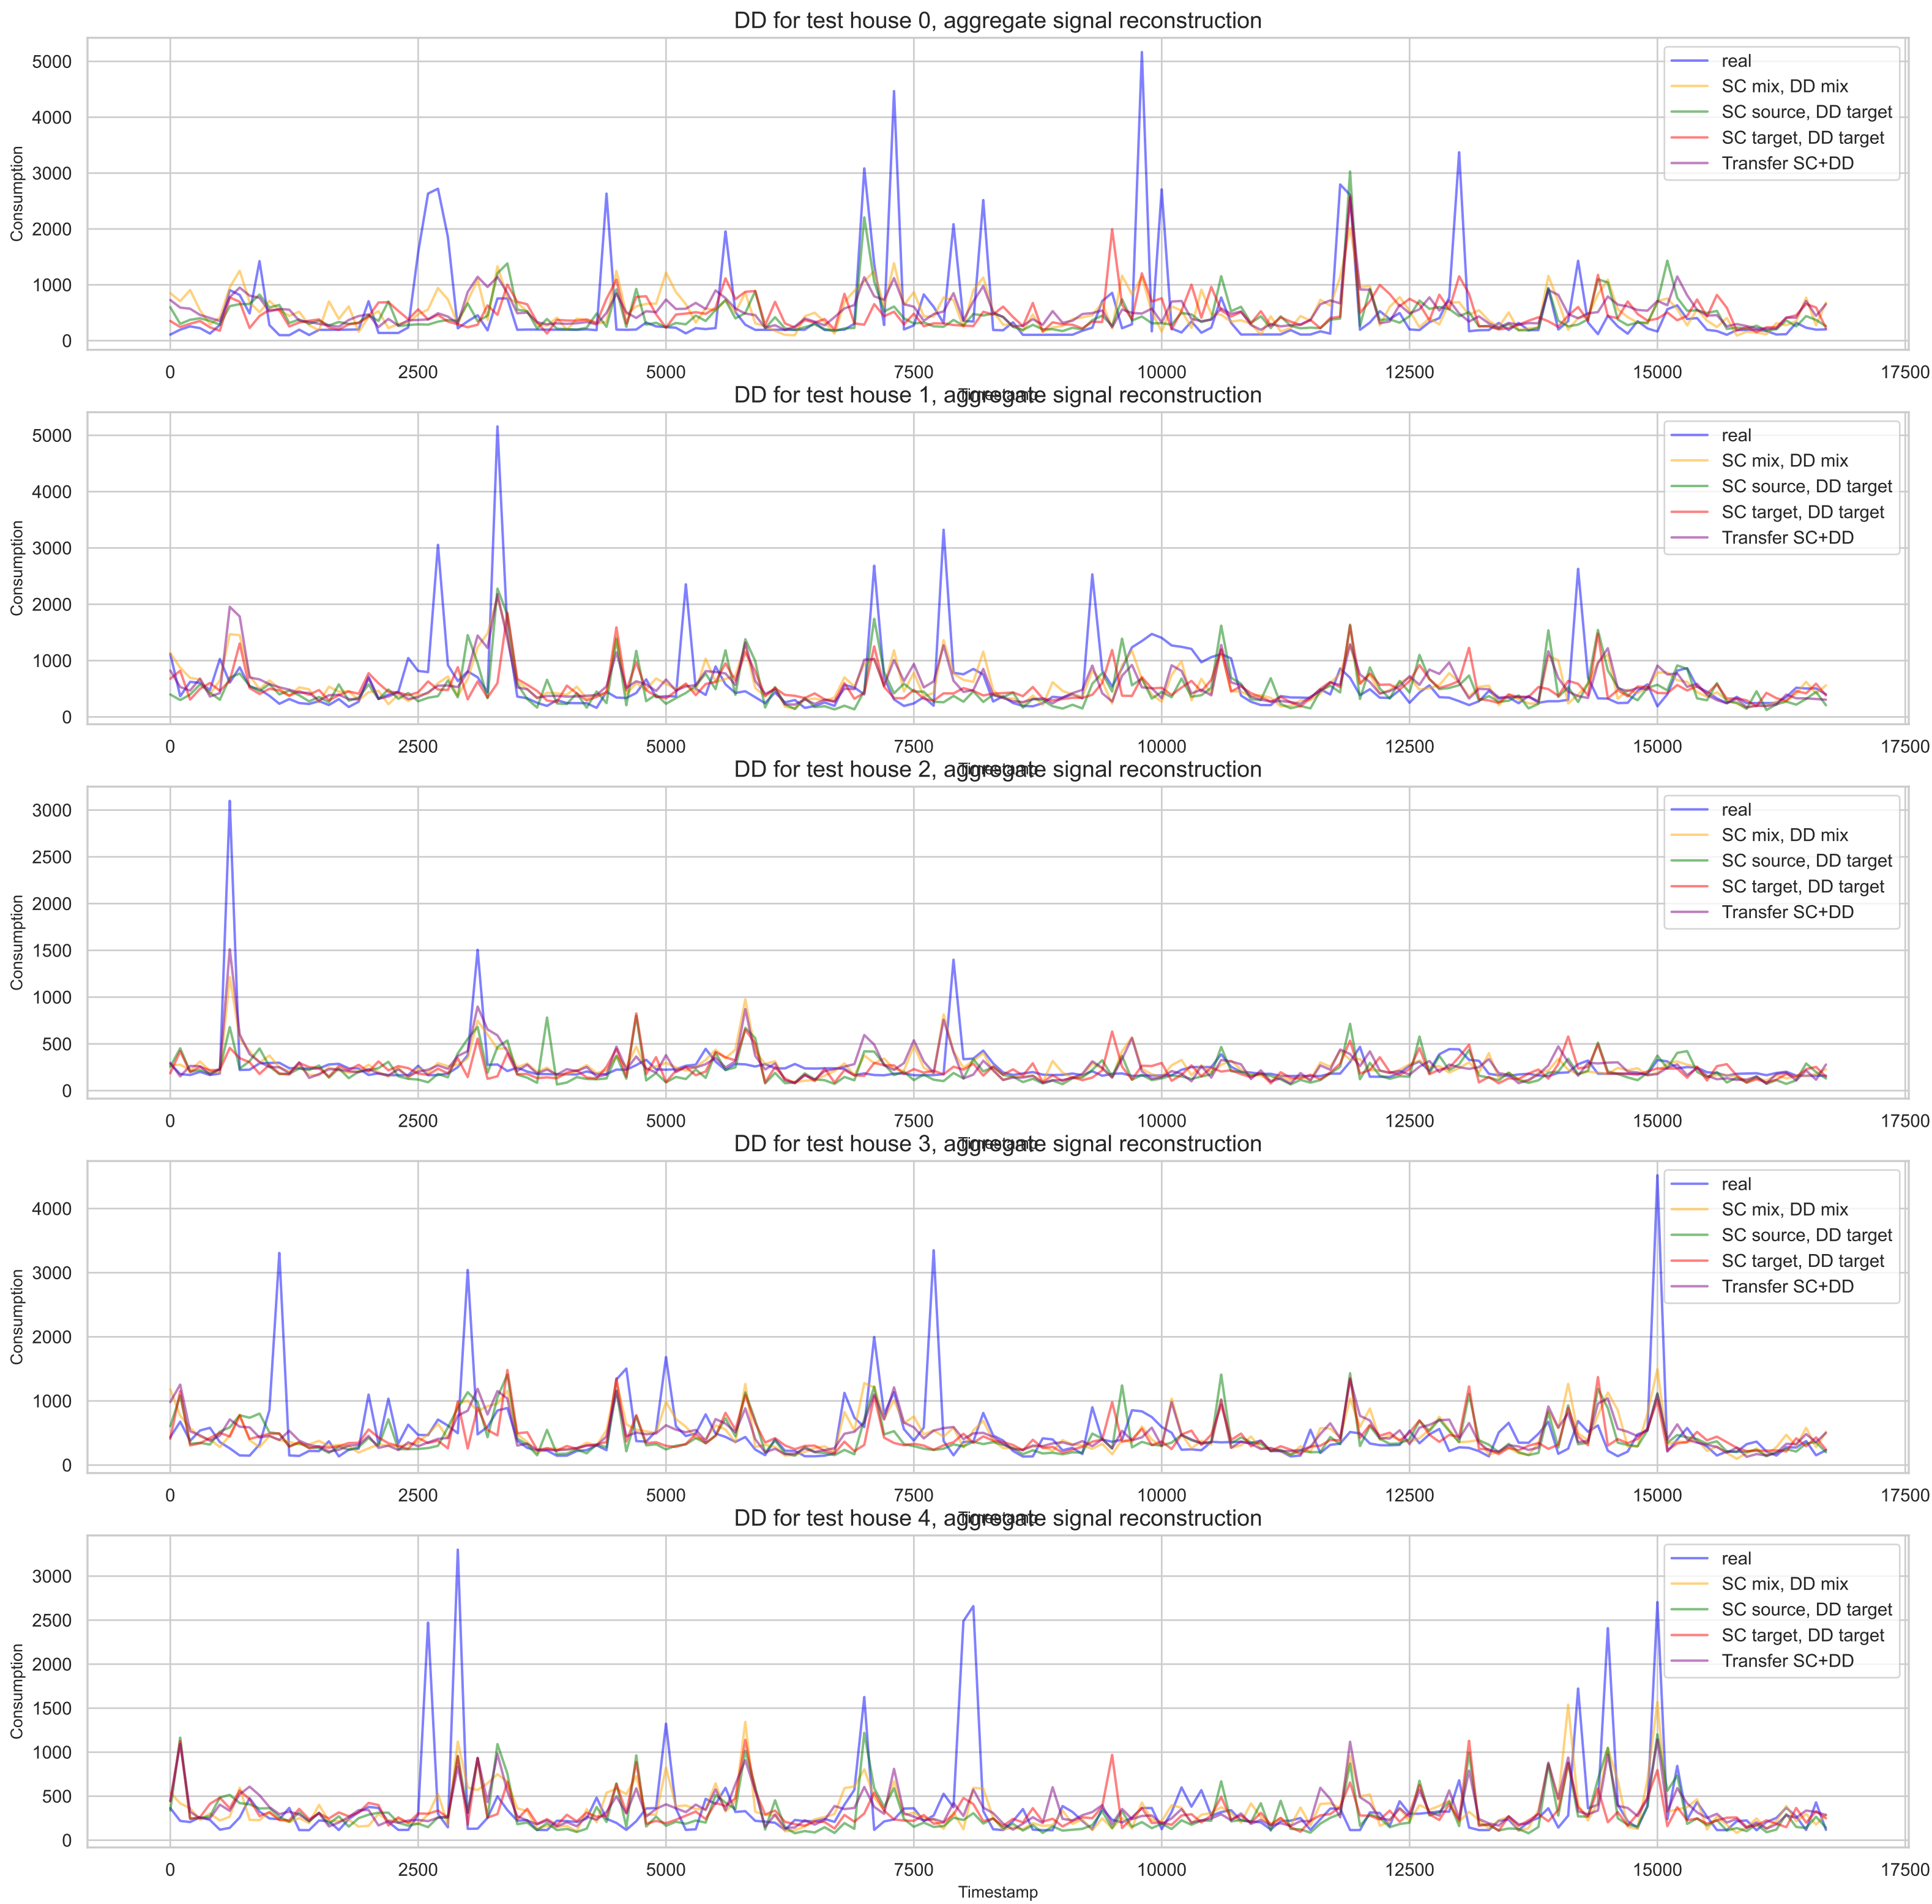 DD for test house 0, aggregate signal reconstruction
5000
4000
3000
2000
1000
0
Consumption
real
SC mix, DD mix
SC source, DD target
SC target, DD target
Transfer SC+DD
0 2500 5000 7500 10000 12500 15000 17500
Timestamp
DD for test house 1, aggregate signal reconstruction
5000
4000
3000
2000
1000
0
Consumption
real
SC mix, DD mix
SC source, DD target
SC target, DD target
Transfer SC+DD
0 2500 5000 7500 10000 12500 15000 17500
Timestamp
DD for test house 2, aggregate signal reconstruction
3000
2500
2000
1500
1000
500
0
Consumption
real
SC mix, DD mix
SC source, DD target
SC target, DD target
Transfer SC+DD
0 2500 5000 7500 10000 12500 15000 17500
Timestamp
DD for test house 3, aggregate signal reconstruction
4000
3000
2000
1000
0
Consumption
real
SC mix, DD mix
SC source, DD target
SC target, DD target
Transfer SC+DD
0 2500 5000 7500 10000 12500 15000 17500
Timestamp
DD for test house 4, aggregate signal reconstruction
3000
2500
2000
1500
1000
500
0
Consumption
real
SC mix, DD mix
SC source, DD target
SC target, DD target
Transfer SC+DD
0 2500 5000 7500 10000 12500 15000 17500
Timestamp